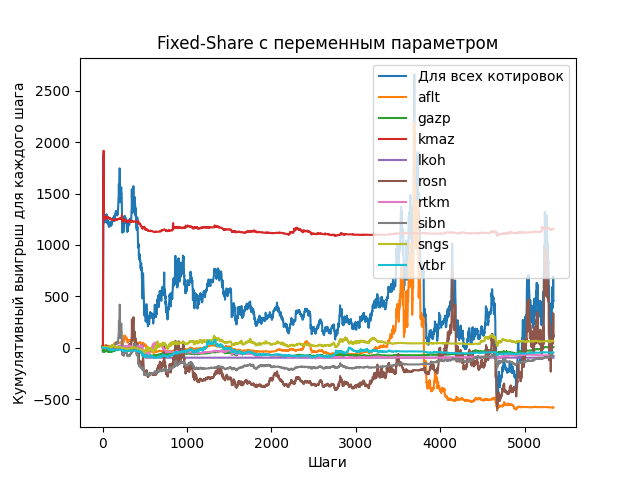 Fixed-Share с переменным параметром
Кумулятивный выигрыш для каждого шага
2500
2000
1500
1000
500
0
−500
Для всех котировок
aflt
gazp
kmaz
lkoh
rosn
rtkm
sibn
sngs
vtbr
0 1000 2000 3000 4000 5000
Шаги